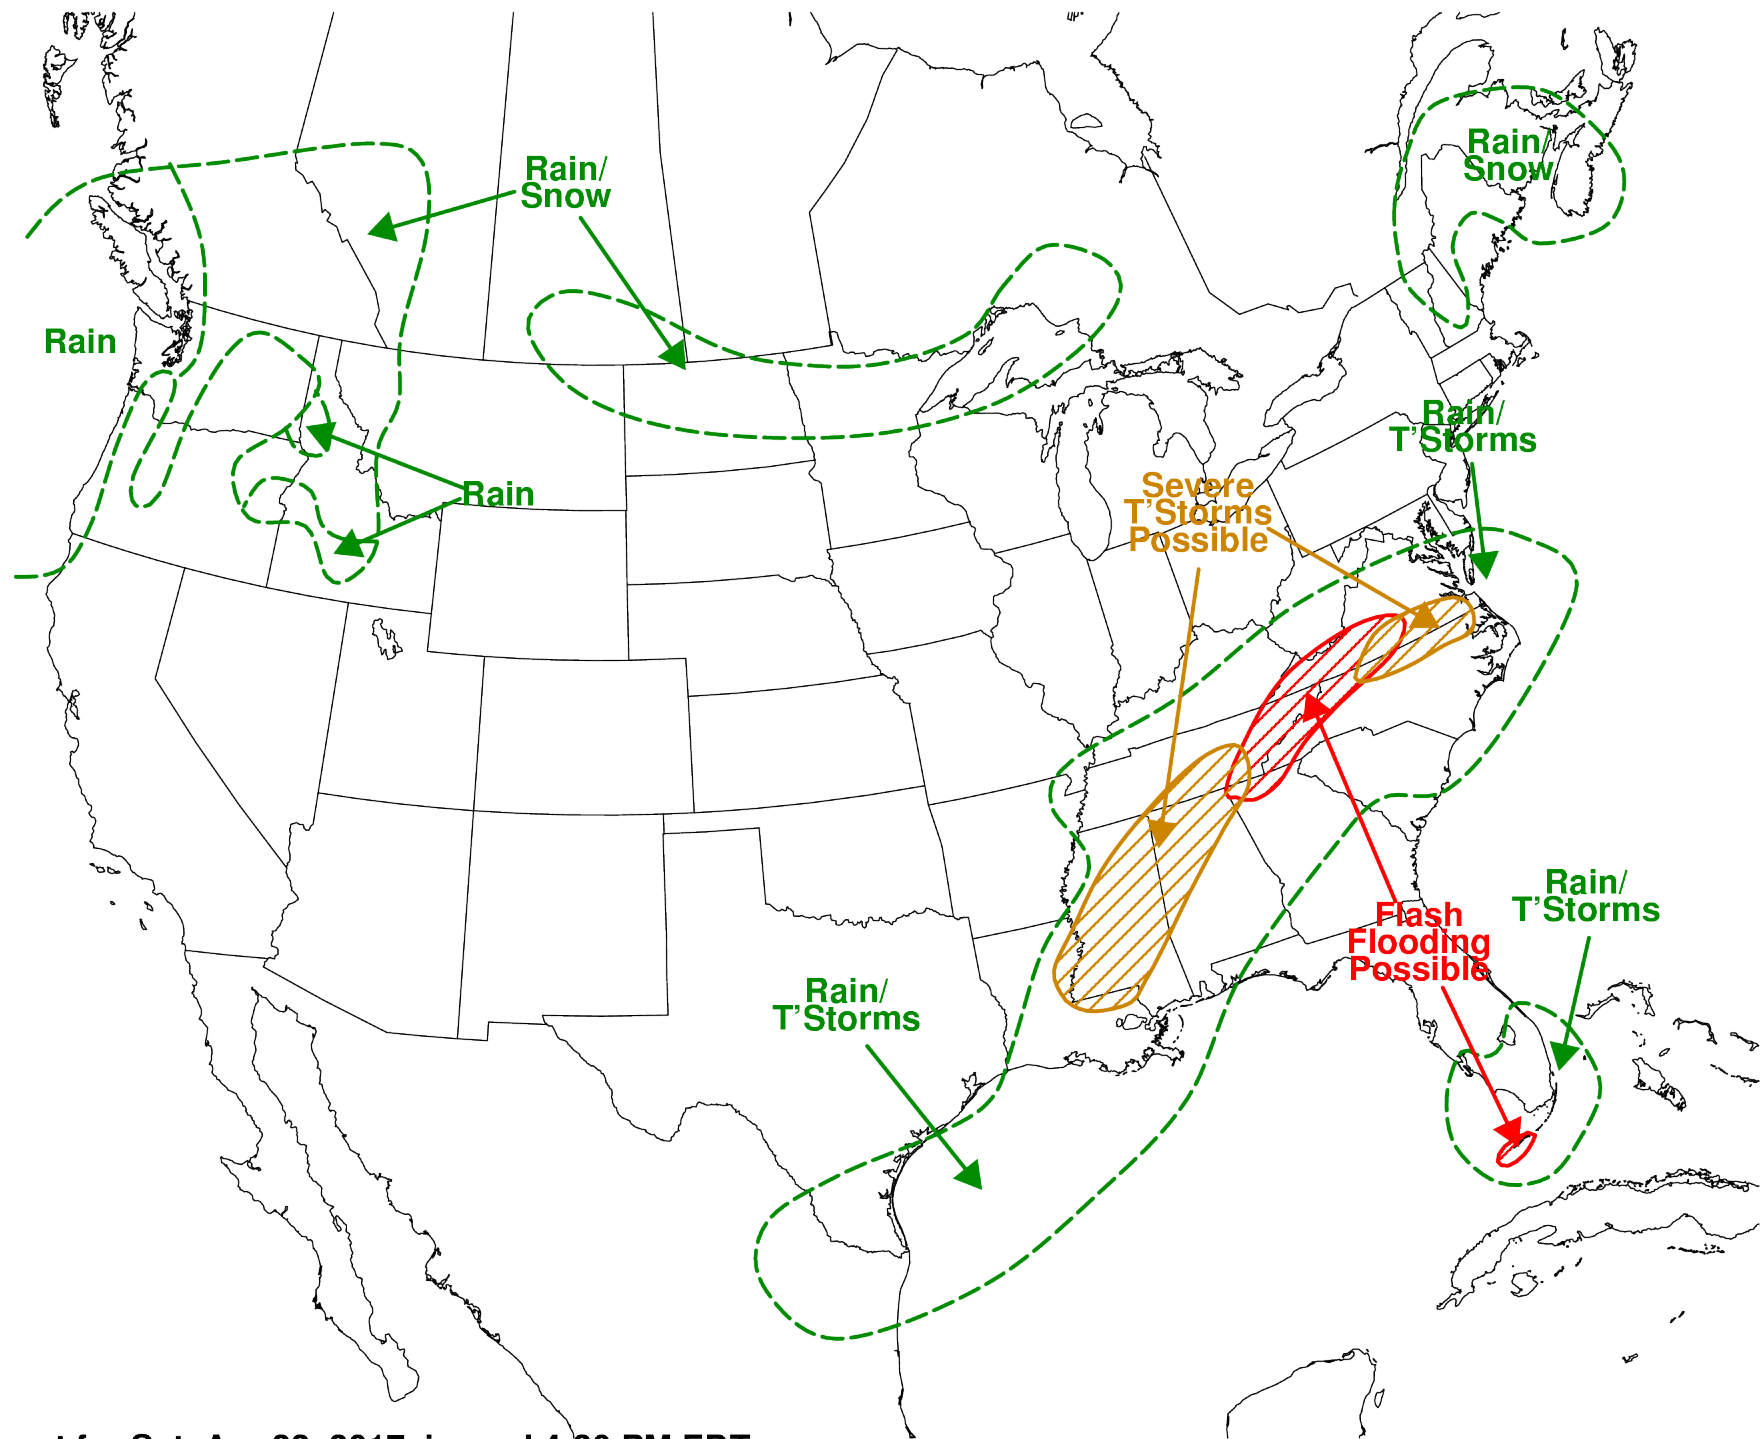 Rain/
Snow
Rain/
Snow
Rain
Rain/
T'Storms
Rain
Severe
T'Storms
Possible
Rain/
T'Storms
Flash
Flooding
Possible
Rain/
T'Storms